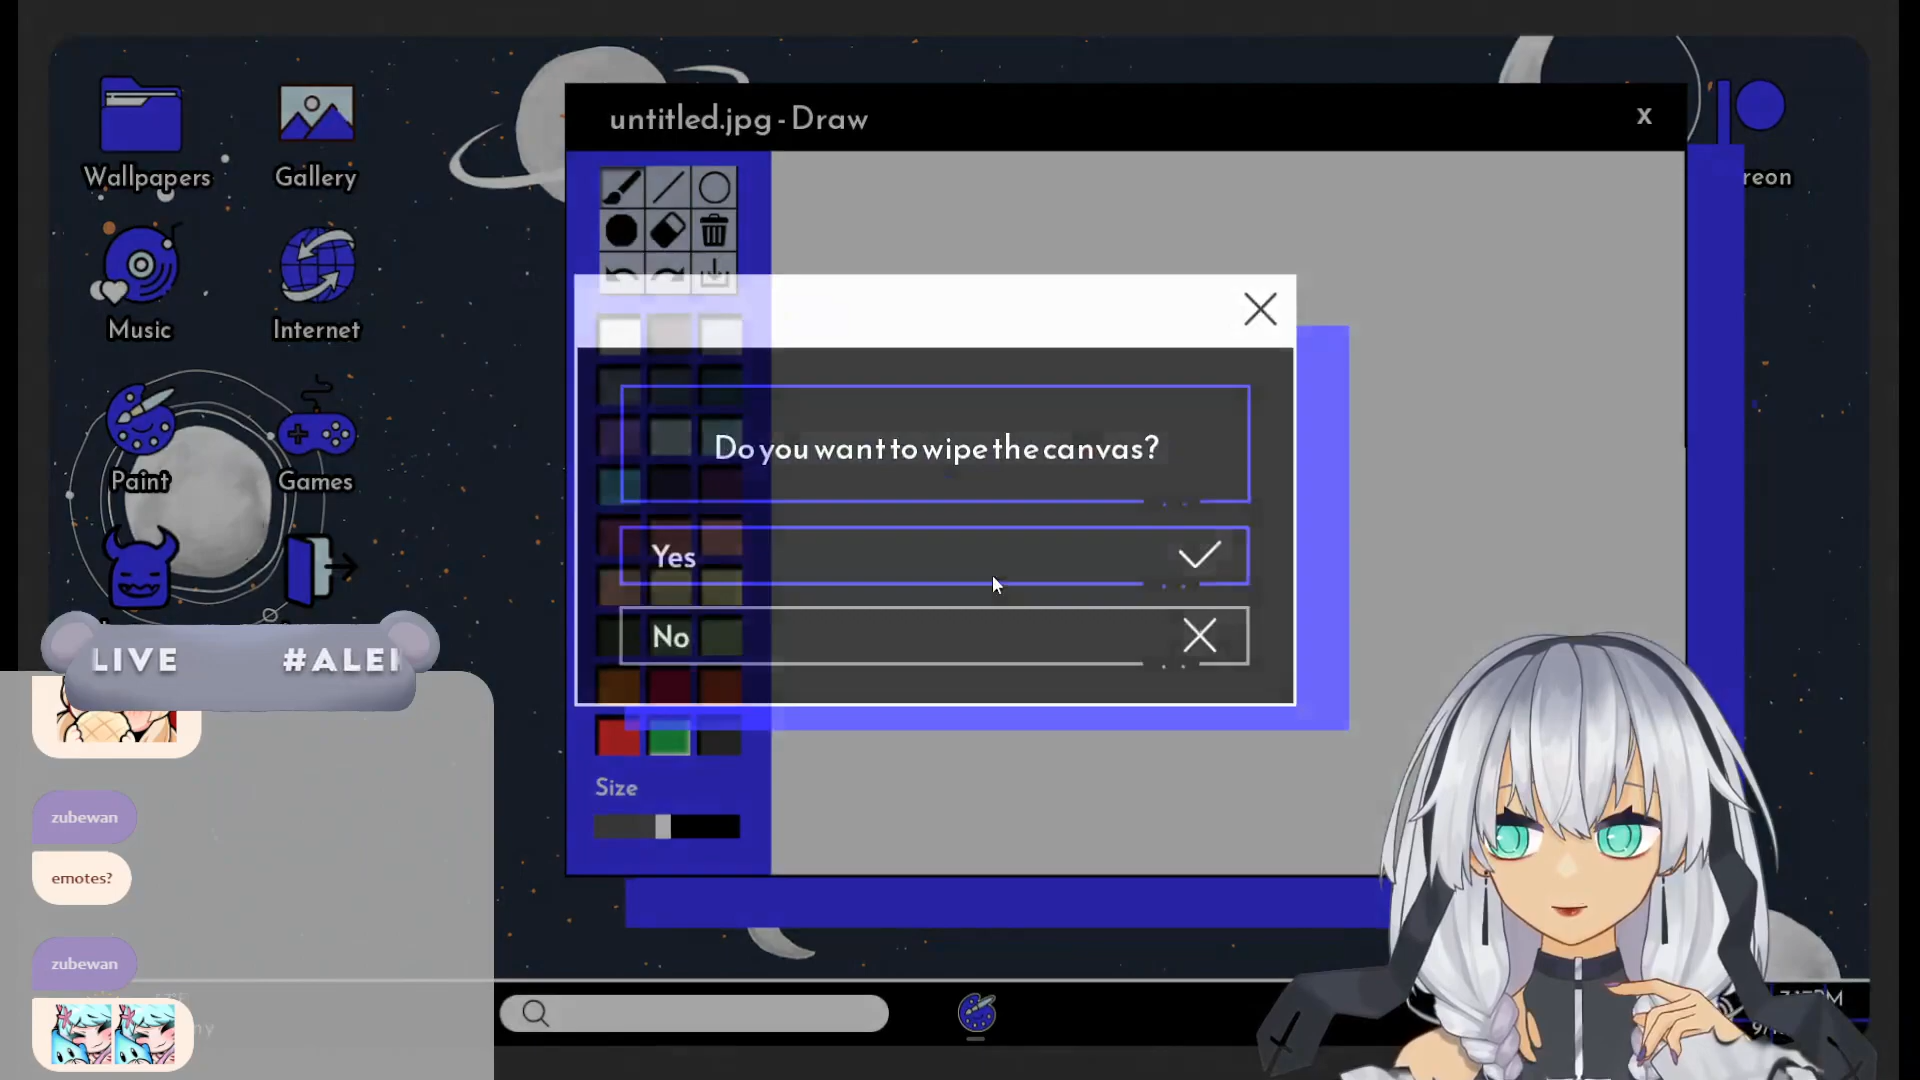 untitled.jpg - Draw
x
Wallpapers
Gallery
reon
Music
Internet
Do you want to wipe the canvas?
Paint
Games
Yes
No
LIVE #ALE
Size
zubewan
emotes?
zubewan